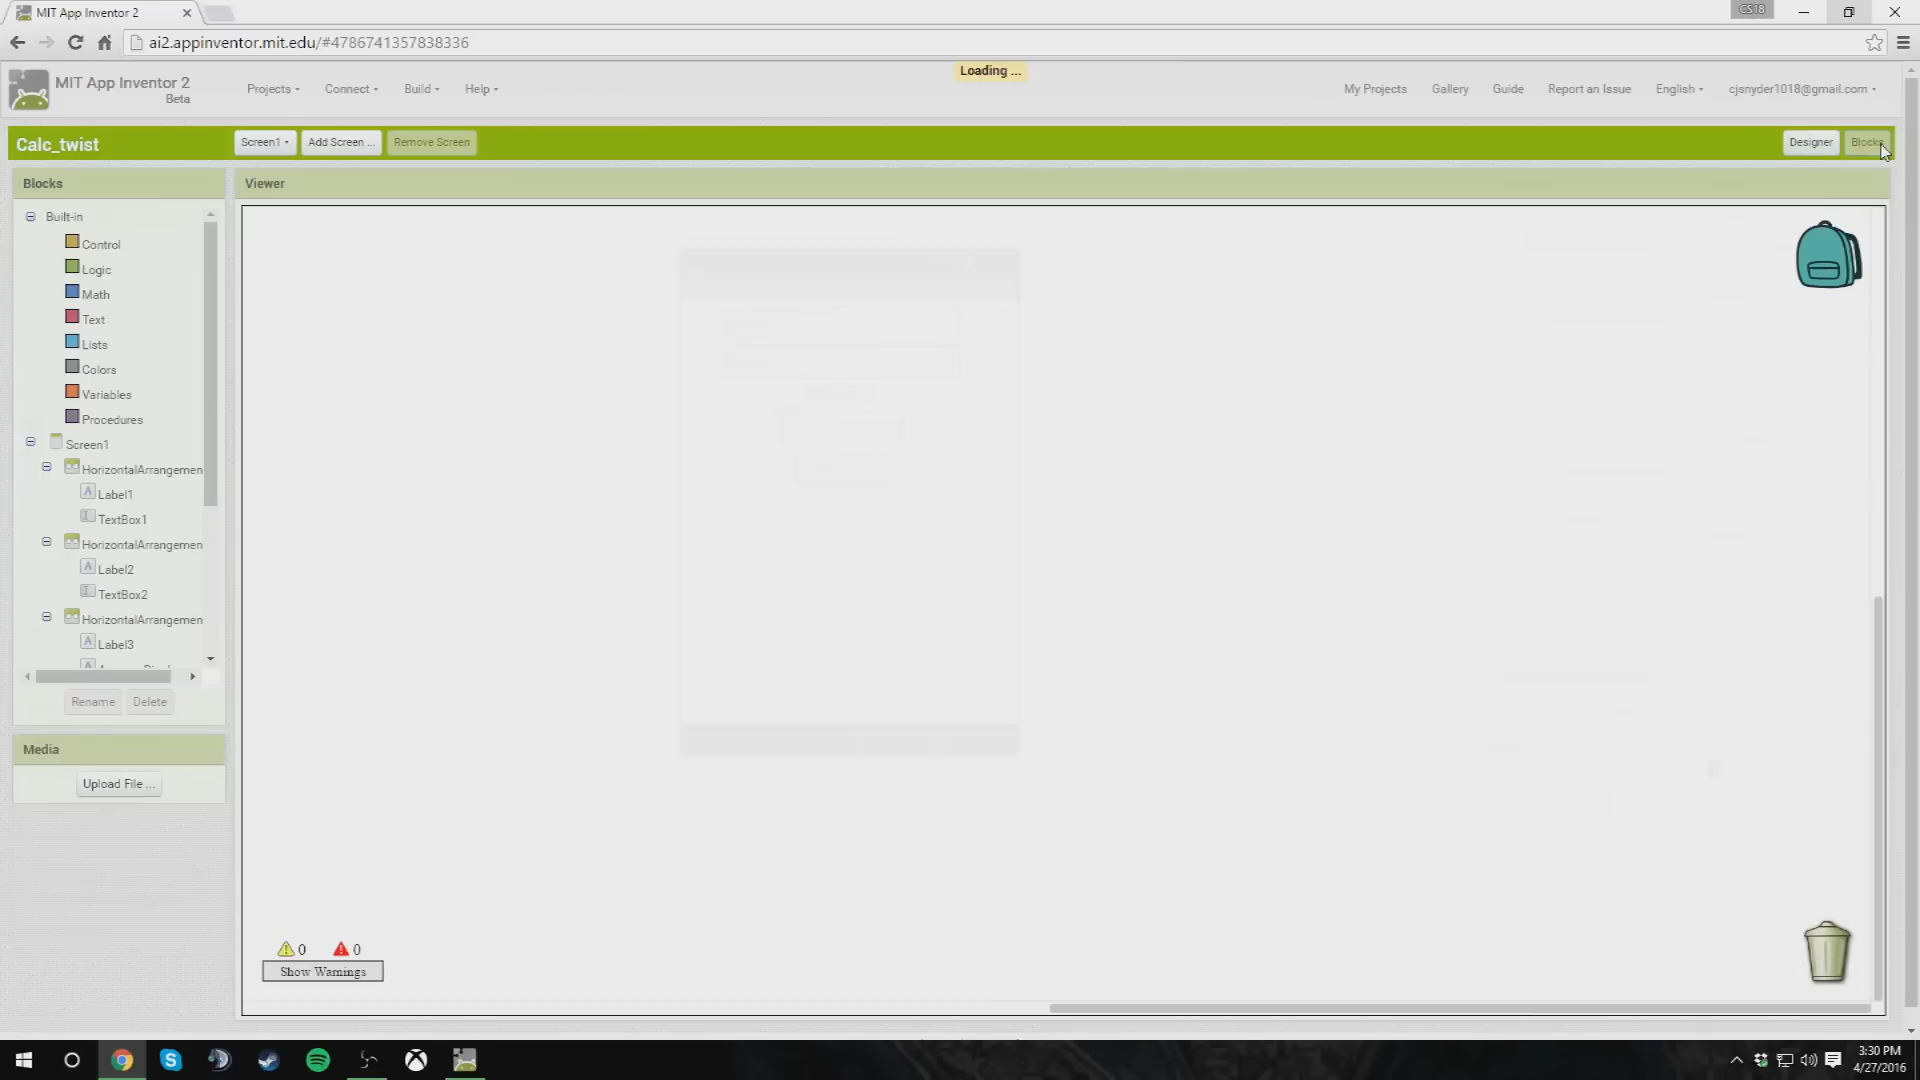 MIT App Inventor 2
CS18
ai2.appinventor.mit.edu/#4786741357838336
Loading ...
MIT App Inventor 2
Beta
Projects
Connect
Build
Help
My Projects
Gallery
Guide
Report an Issue
English
cjsnyder1018@gmail.com
Calc_twist
Screen1
Add Screen ...
Remove Screen
Designer
Blocks
Blocks
Viewer
Built-in
Control
Logic
Math
Text
Lists
Colors
Variables
Procedures
Screen1
HorizontalArrangemen
Label1
TextBox1
HorizontalArrangemen
Label2
TextBox2
HorizontalArrangemen
Label3
Rename
Delete
Media
Upload File ...
0
0
Show Warnings
3:30 PM
4/27/2016